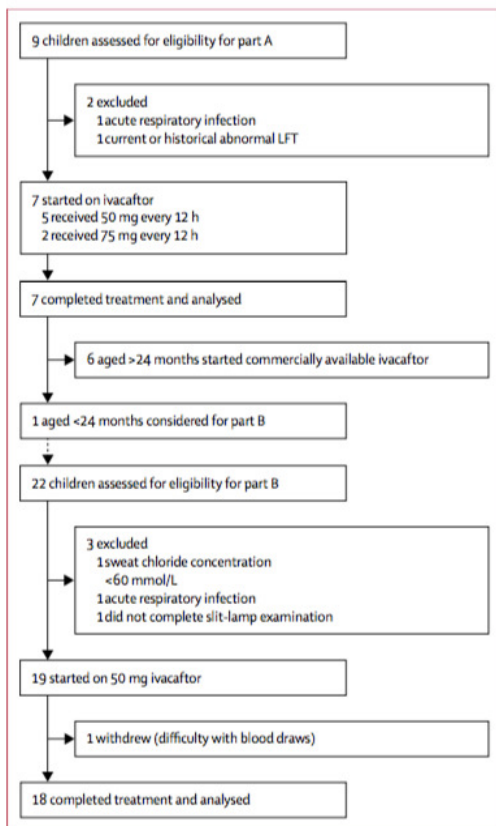 9 children assessed for eligibility for part A
2 excluded
1 acute respiratory infection
1 current or historical abnormal LFT
7 started on ivacaftor
5 received 50 mg every 12 h
2 received 75 mg every 12 h
7 completed treatment and analysed
6 aged >24 months started commercially available ivacaftor
1 aged <24 months considered for part B
22 children assessed for eligibility for part B
3 excluded
1 sweat chloride concentration
<60 mmol/L
1 acute respiratory infection
1 did not complete slit-lamp examination
19 started on 50 mg ivacaftor
1 withdrew (difficulty with blood draws)
18 completed treatment and analysed